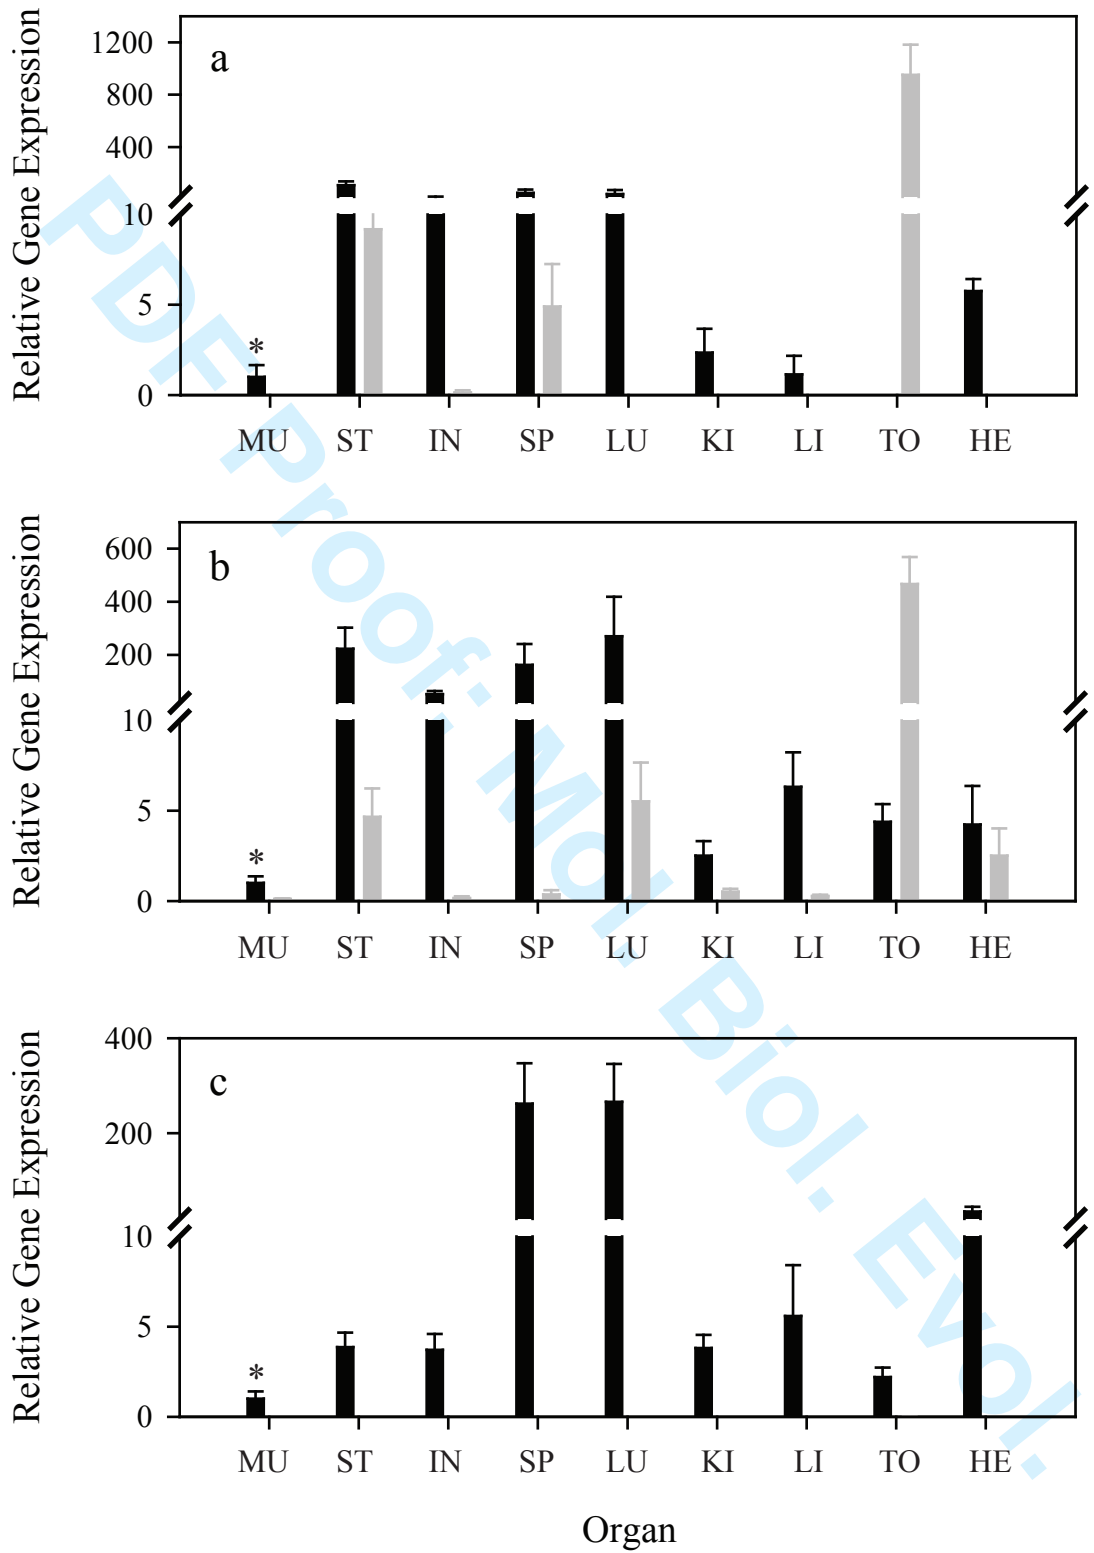 Relative Gene Expression
a
1200
800
400
10
5
0
*
MU ST IN SP LU KI LI TO HE
Relative Gene Expression
b
600
400
200
10
5
0
*
MU ST IN SP LU KI LI TO HE
Relative Gene Expression
c
400
200
10
5
0
*
MU ST IN SP LU KI LI TO HE
Organ
PDF Proof: Mol. Biol. Evol.